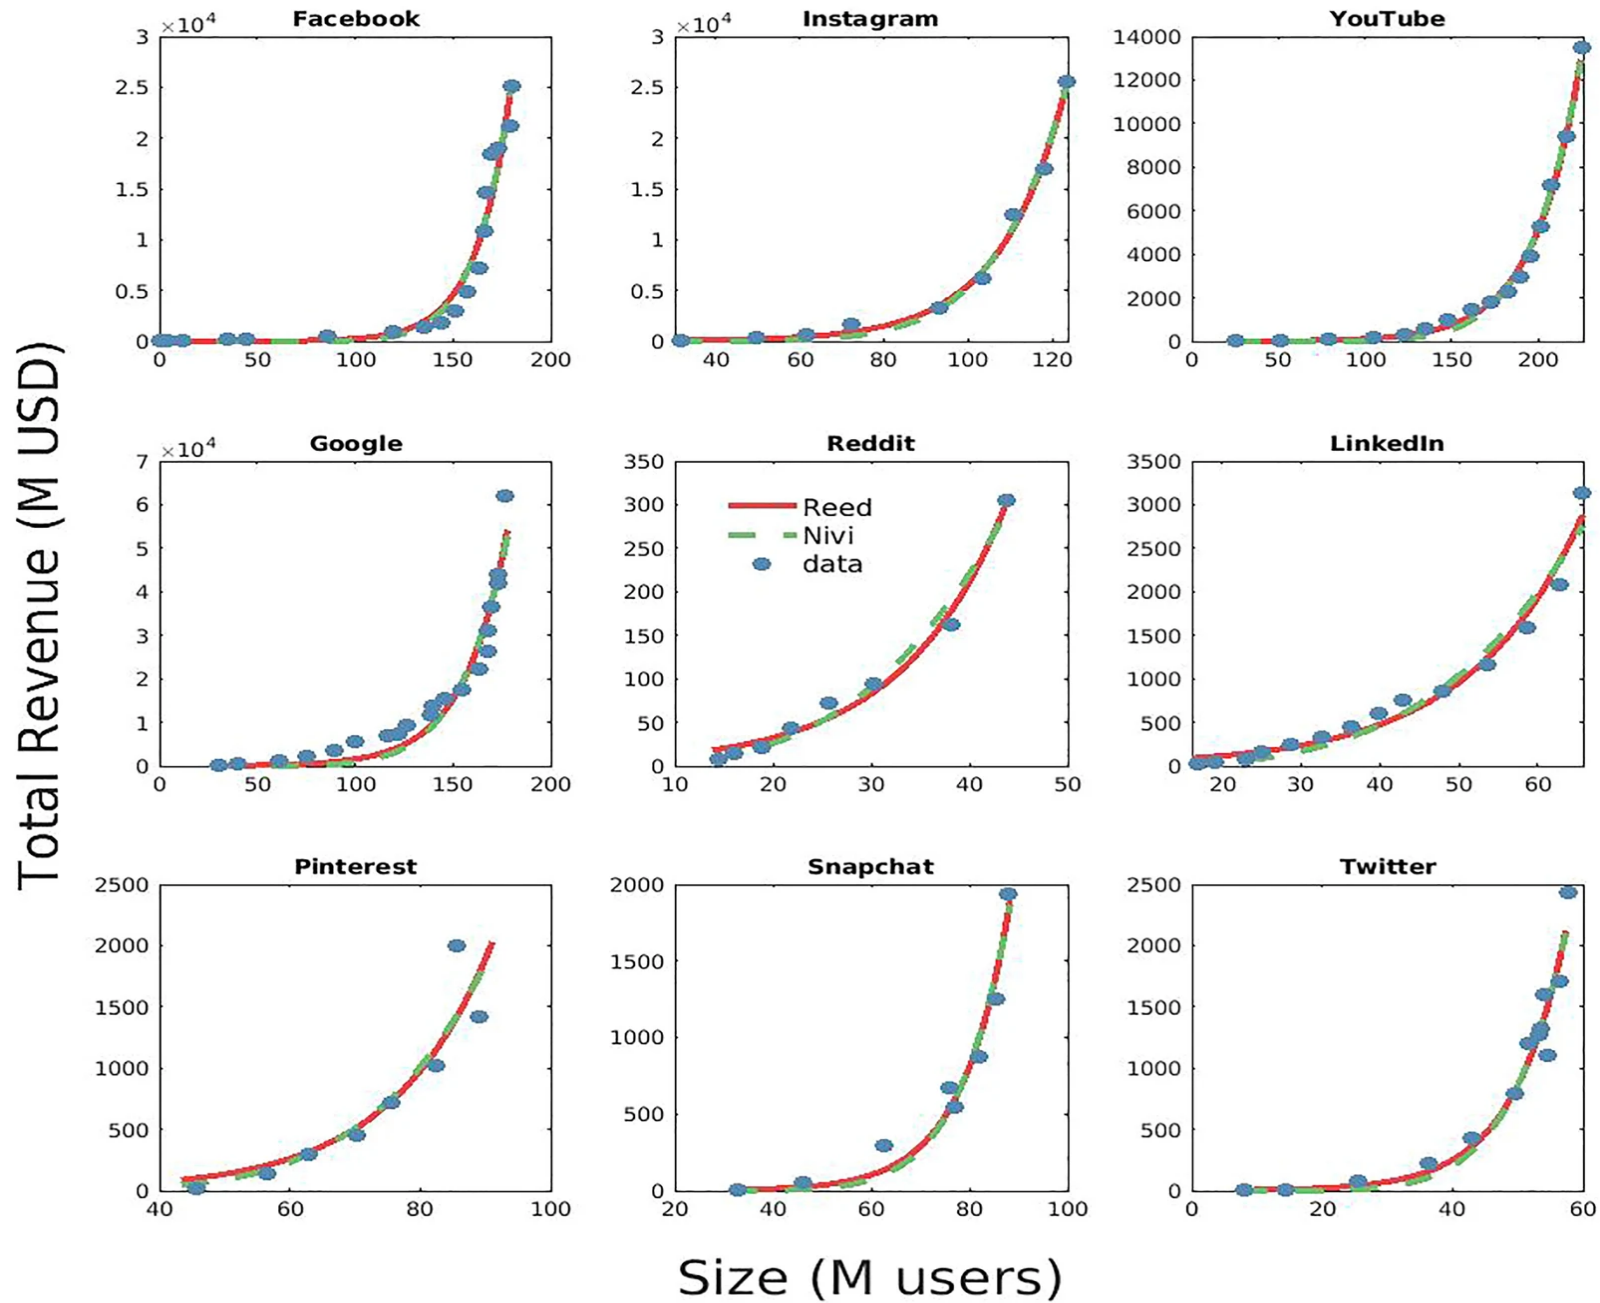 Facebook
×10⁴
3
2.5
2
1.5
1
0.5
0
0 50 100 150 200
Instagram
×10⁴
3
2.5
2
1.5
1
0.5
0
40 60 80 100 120
YouTube
14000
12000
10000
8000
6000
4000
2000
0
0 50 100 150 200
Total Revenue (M USD)
Google
×10⁴
7
6
5
4
3
2
1
0
0 50 100 150 200
Reddit
350
300
250
200
150
100
50
0
10 20 30 40 50
Reed
Nivi
data
LinkedIn
3500
3000
2500
2000
1500
1000
500
0
20 30 40 50 60
Pinterest
2500
2000
1500
1000
500
0
40 60 80 100
Snapchat
2000
1500
1000
500
0
20 40 60 80 100
Twitter
2500
2000
1500
1000
500
0
0 20 40 60
Size (M users)